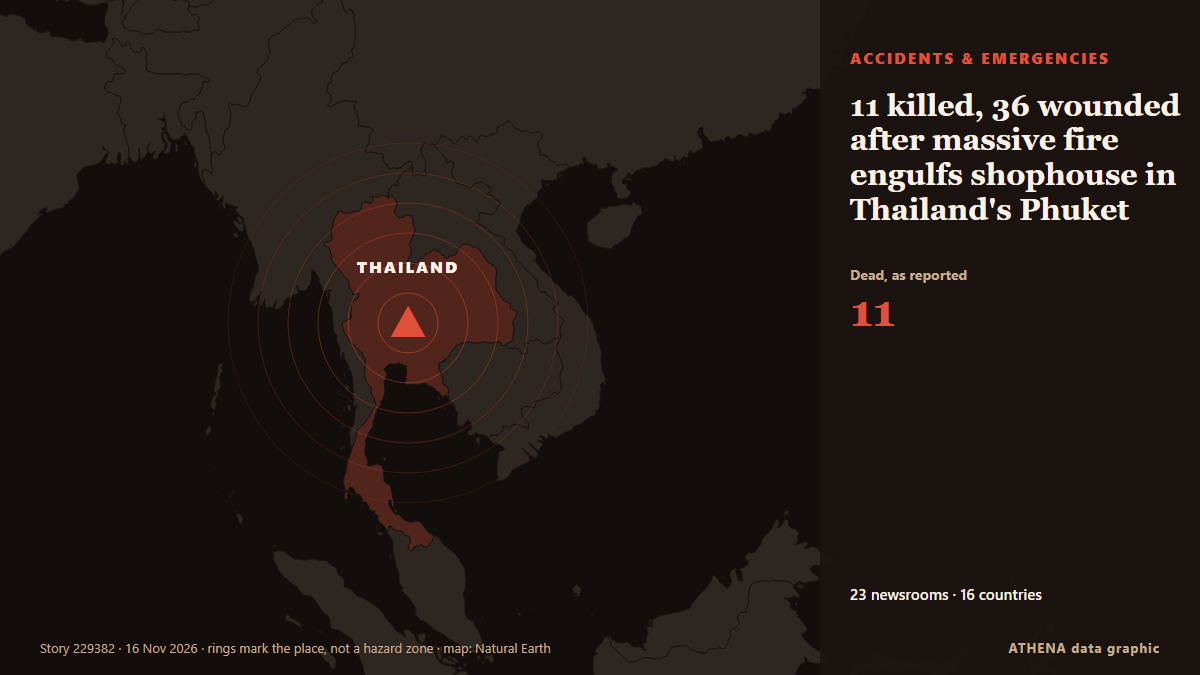 ACCIDENTS & EMERGENCIES
11 killed, 36 wounded
after massive fire
engulfs shophouse in
Thailand's Phuket
Dead, as reported
11
THAILAND
23 newsrooms · 16 countries
Story 229382 · 16 Nov 2026 · rings mark the place, not a hazard zone · map: Natural Earth
ATHENA data graphic